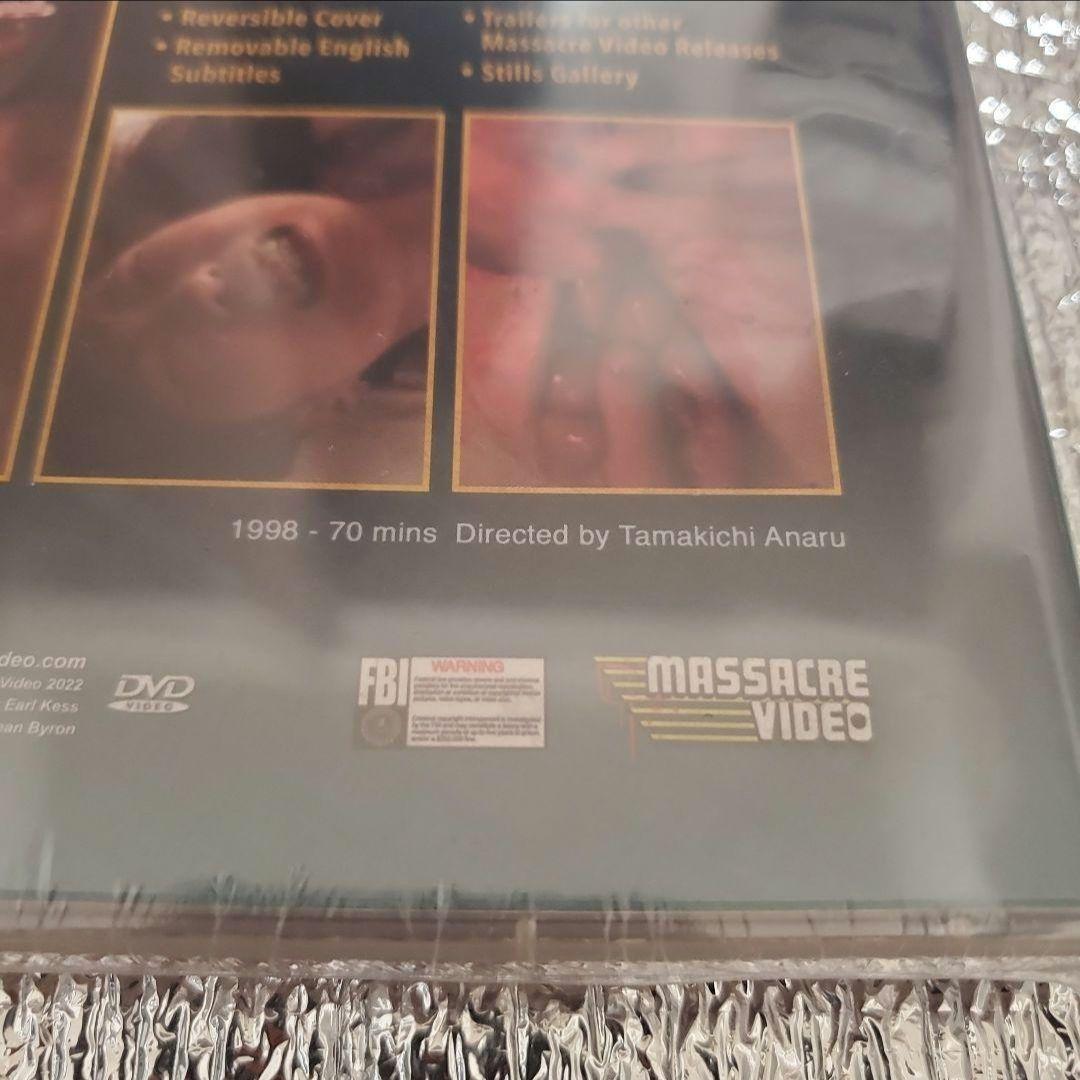 • Reversible Cover
• Removable English
Subtitles
• Trailers for other
Massacre Video Releases
• Stills Gallery
1998 - 70 mins Directed by Tamakichi Anaru
deo.com
Video 2022
Earl Kess
an Byron
DVD
VIDEO
FBI
WARNING
MASSACRE
VIDEO